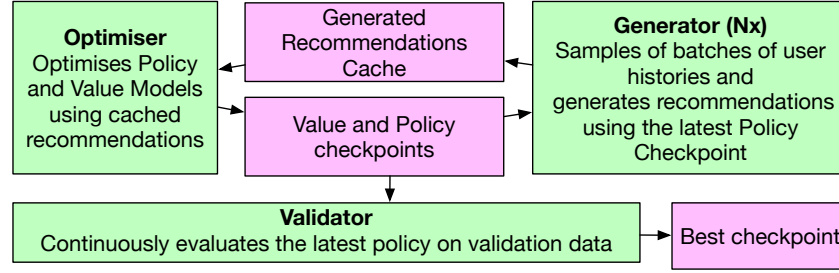 Optimiser
Optimises Policy
and Value Models
using cached
recommendations
Generated
Recommendations
Cache
Value and Policy
checkpoints
Generator (Nx)
Samples of batches of user
histories and
generates recommendations
using the latest Policy
Checkpoint
Validator
Continuously evaluates the latest policy on validation data
Best checkpoint